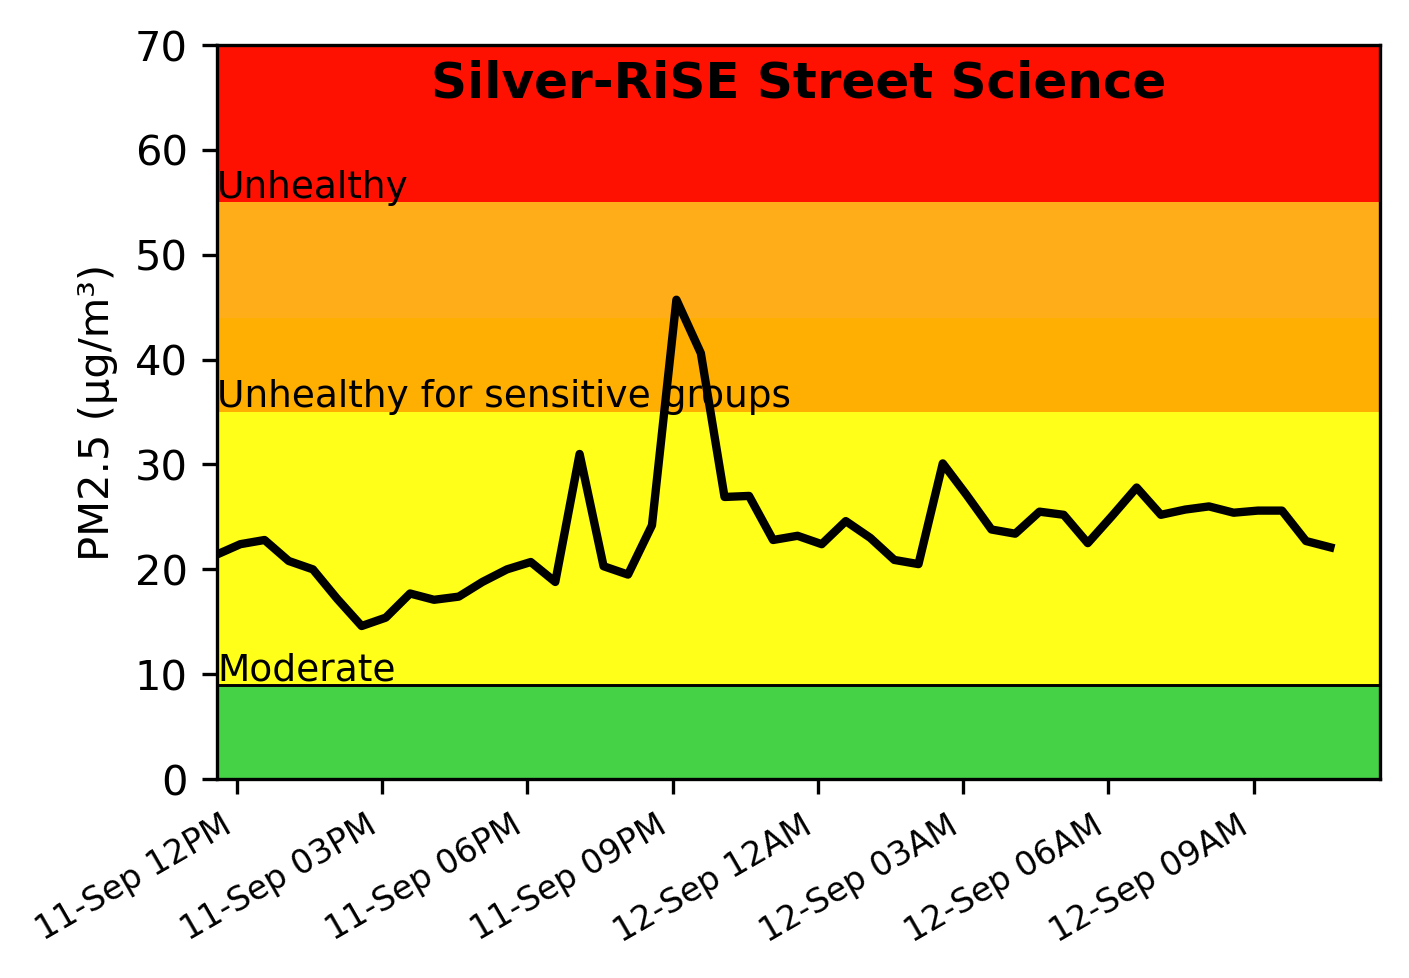 Silver-RiSE Street Science
PM2.5 (µg/m³)
70
60
Unhealthy
50
40
Unhealthy for sensitive groups
30
20
10
Moderate
0
11-Sep 12PM
11-Sep 03PM
11-Sep 06PM
11-Sep 09PM
12-Sep 12AM
12-Sep 03AM
12-Sep 06AM
12-Sep 09AM